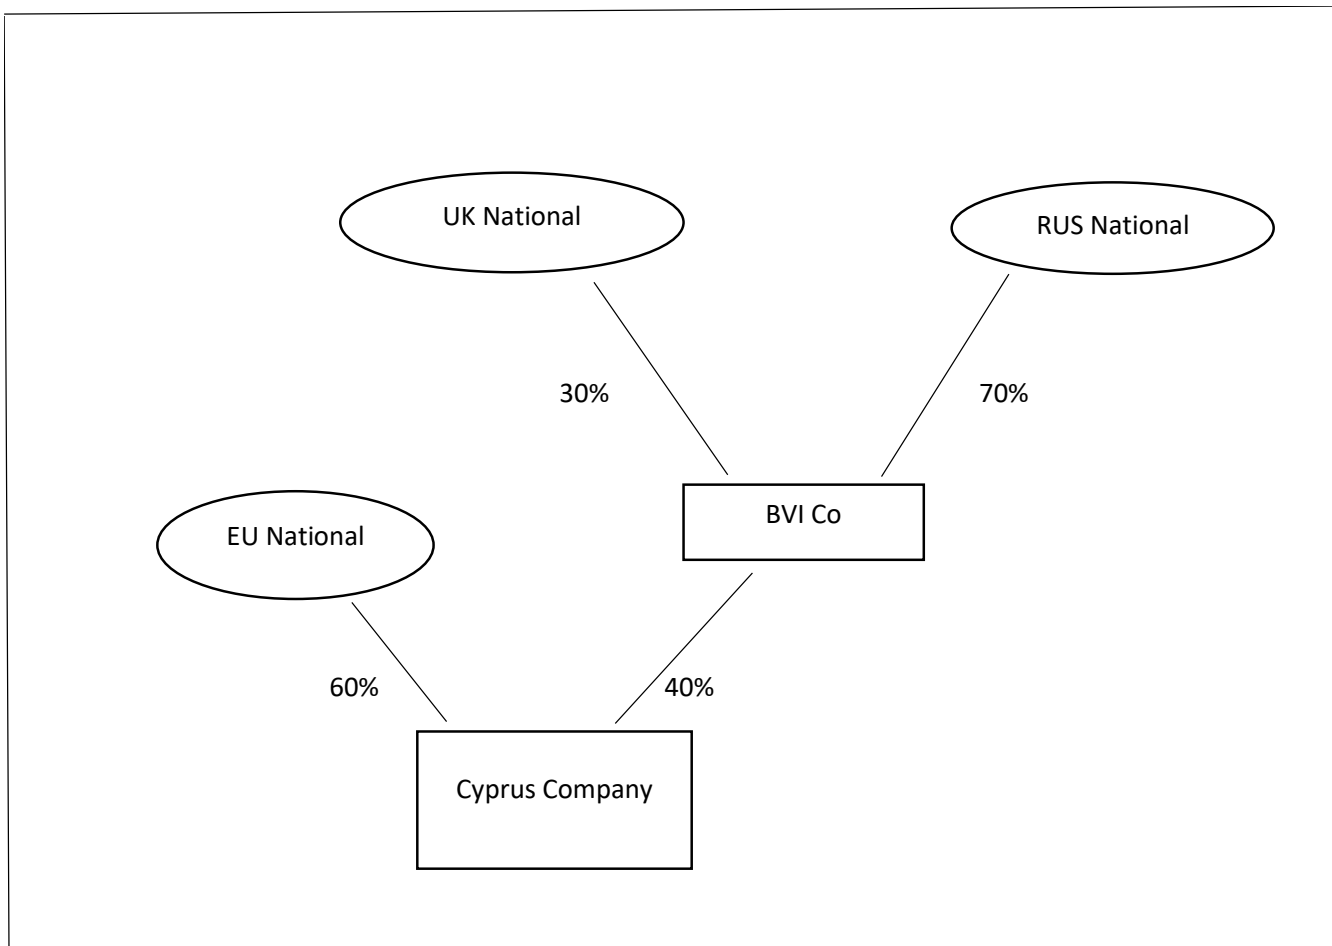 UK National
RUS National
30%
70%
BVI Co
EU National
60%
40%
Cyprus Company